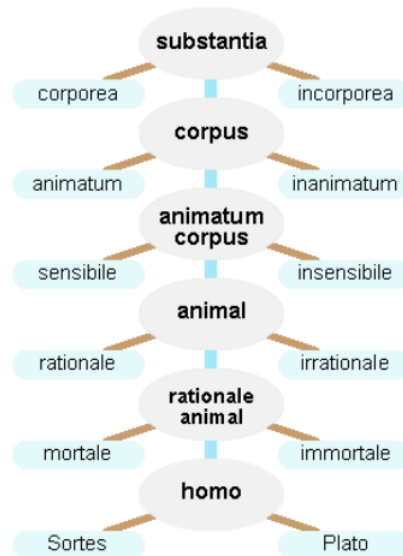 substantia
corporea
incorporea
corpus
animatum
inanimatum
animatum
corpus
sensibile
insensibile
animal
rationale
irrationale
rationale
animal
mortale
immortale
homo
Sortes
Plato